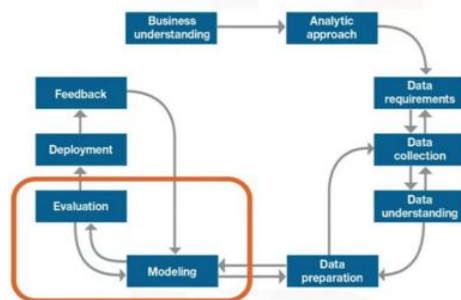 Business
understanding
Analytic
approach
Feedback
Data
requirements
Deployment
Data
collection
Evaluation
Data
understanding
Modeling
Data
preparation